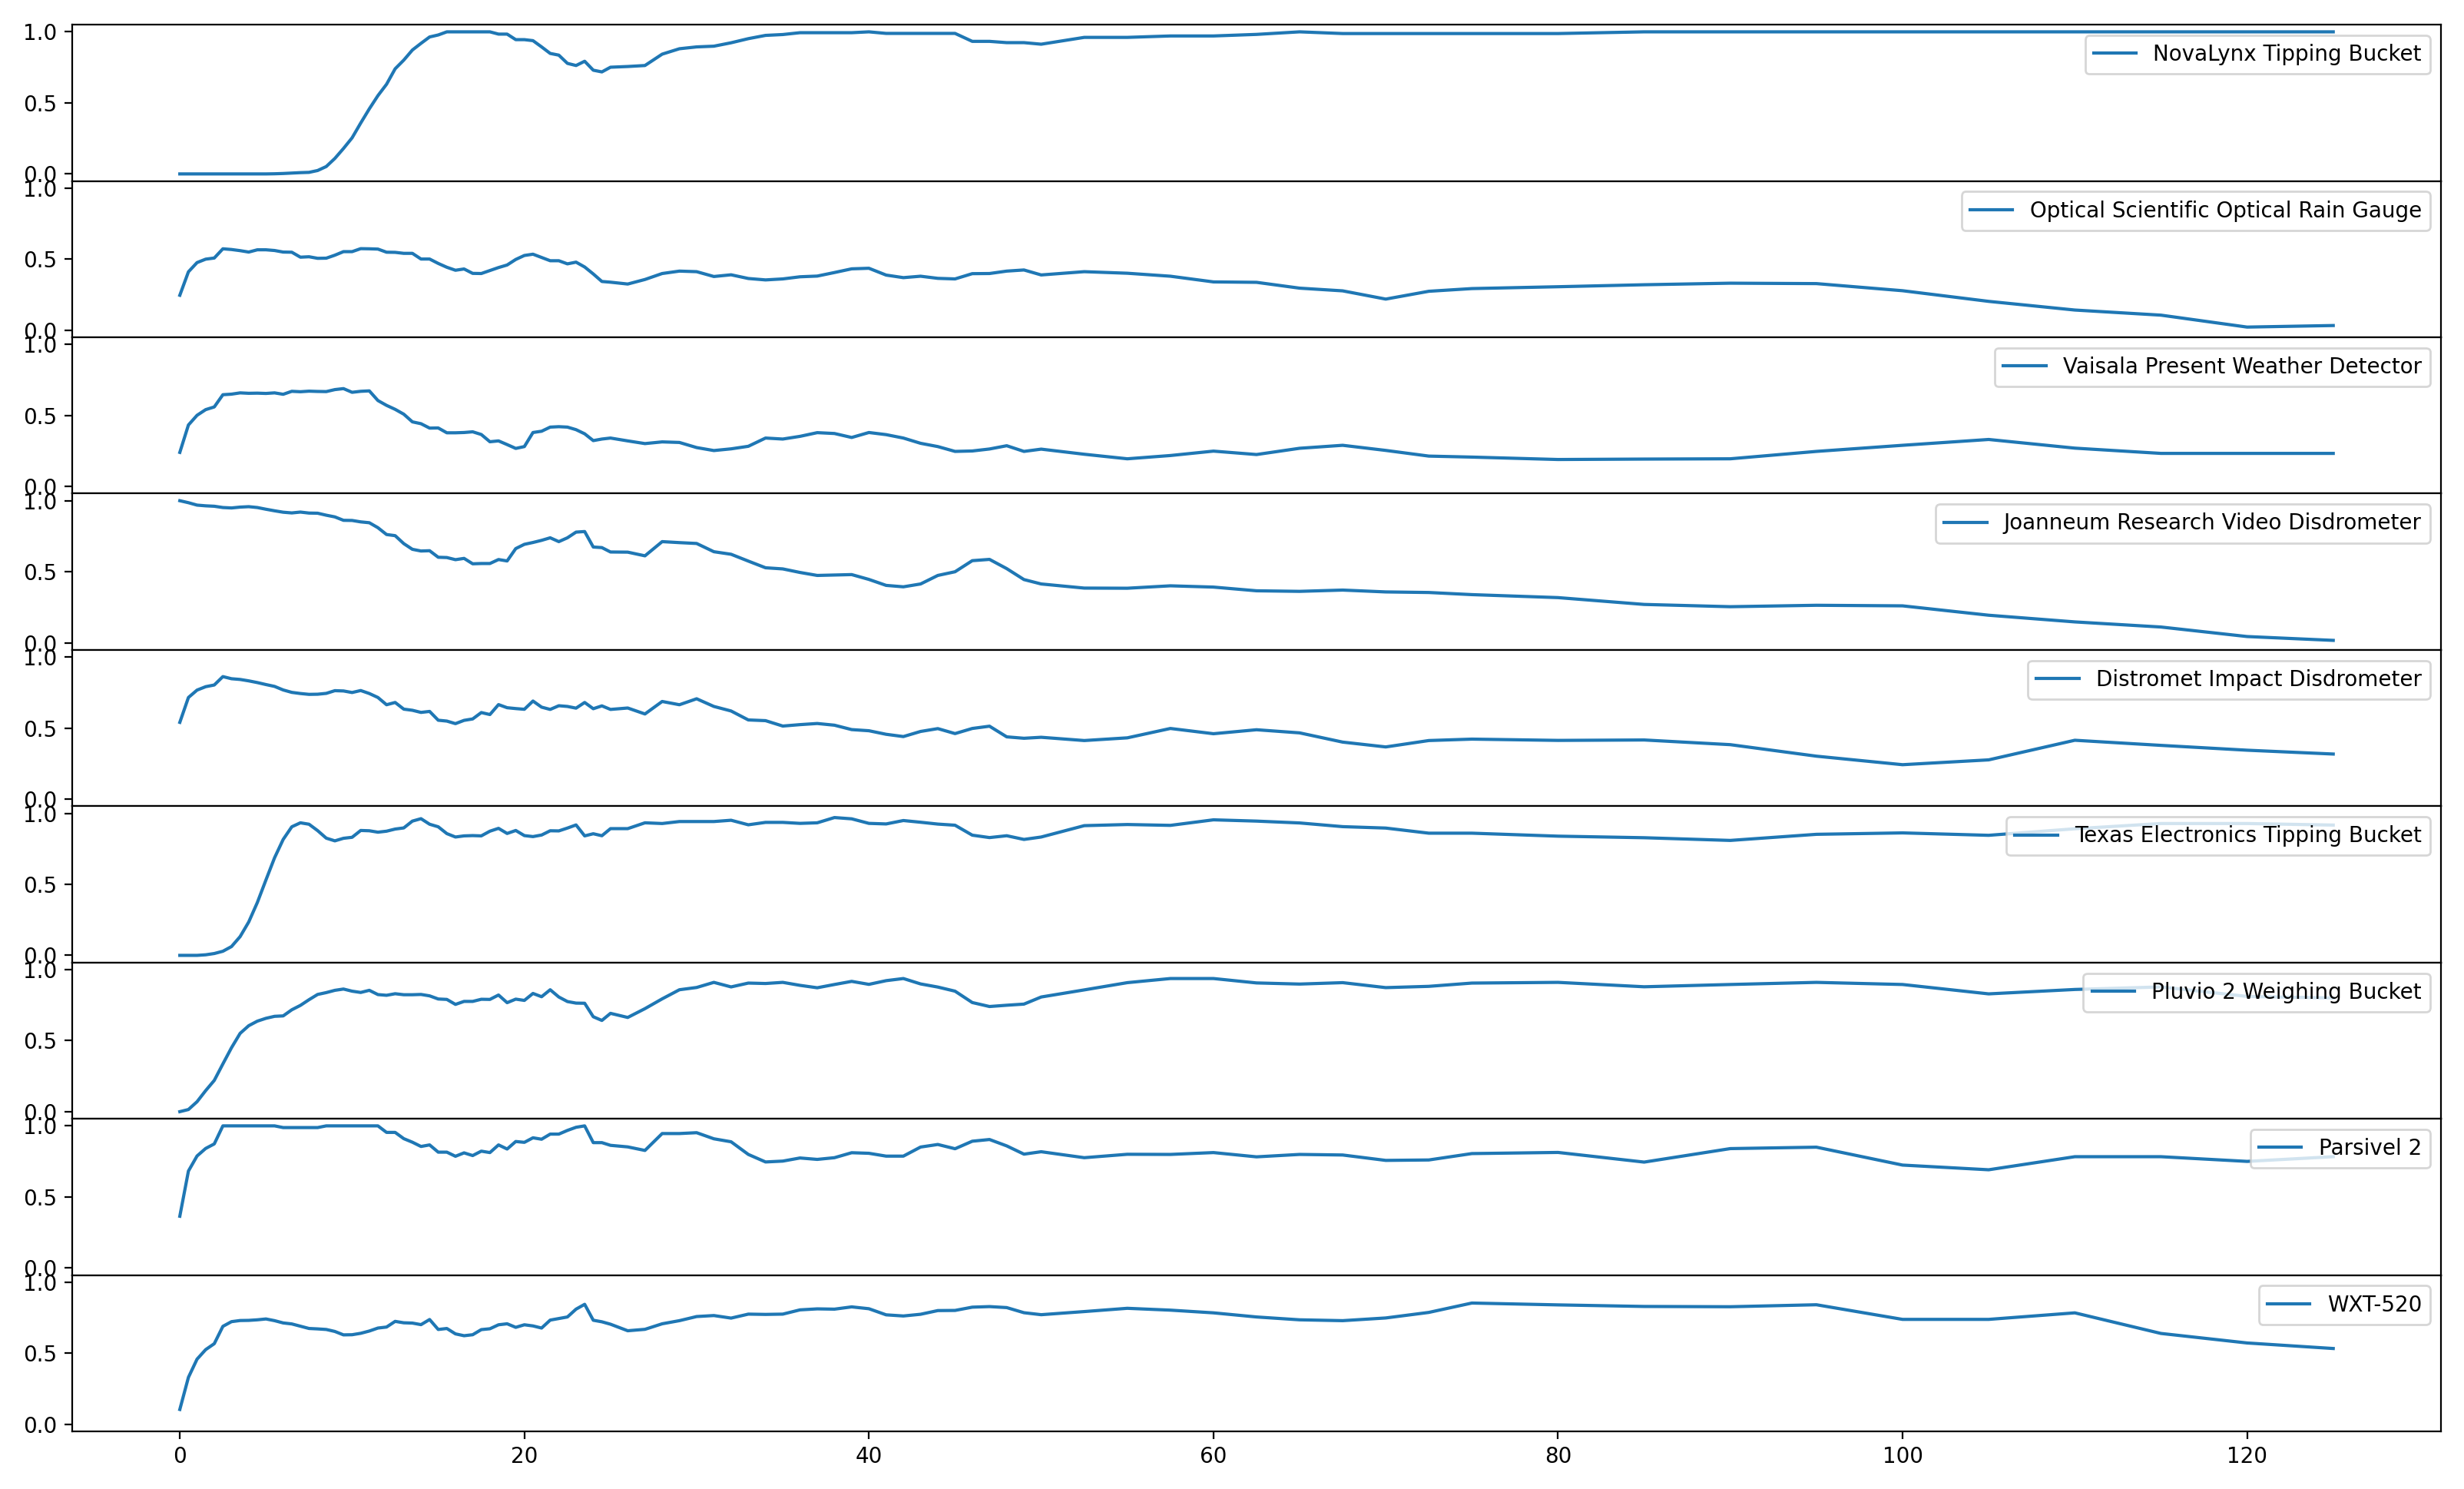 1.0
NovaLynx Tipping Bucket
0.5
0.0
1.0
Optical Scientific Optical Rain Gauge
0.5
0.0
1.0
Vaisala Present Weather Detector
0.5
0.0
1.0
Joanneum Research Video Disdrometer
0.5
0.0
1.0
Distromet Impact Disdrometer
0.5
0.0
1.0
Texas Electronics Tipping Bucket
0.5
0.0
1.0
Pluvio 2 Weighing Bucket
0.5
0.0
1.0
Parsivel 2
0.5
0.0
1.0
WXT-520
0.5
0.0
0 20 40 60 80 100 120